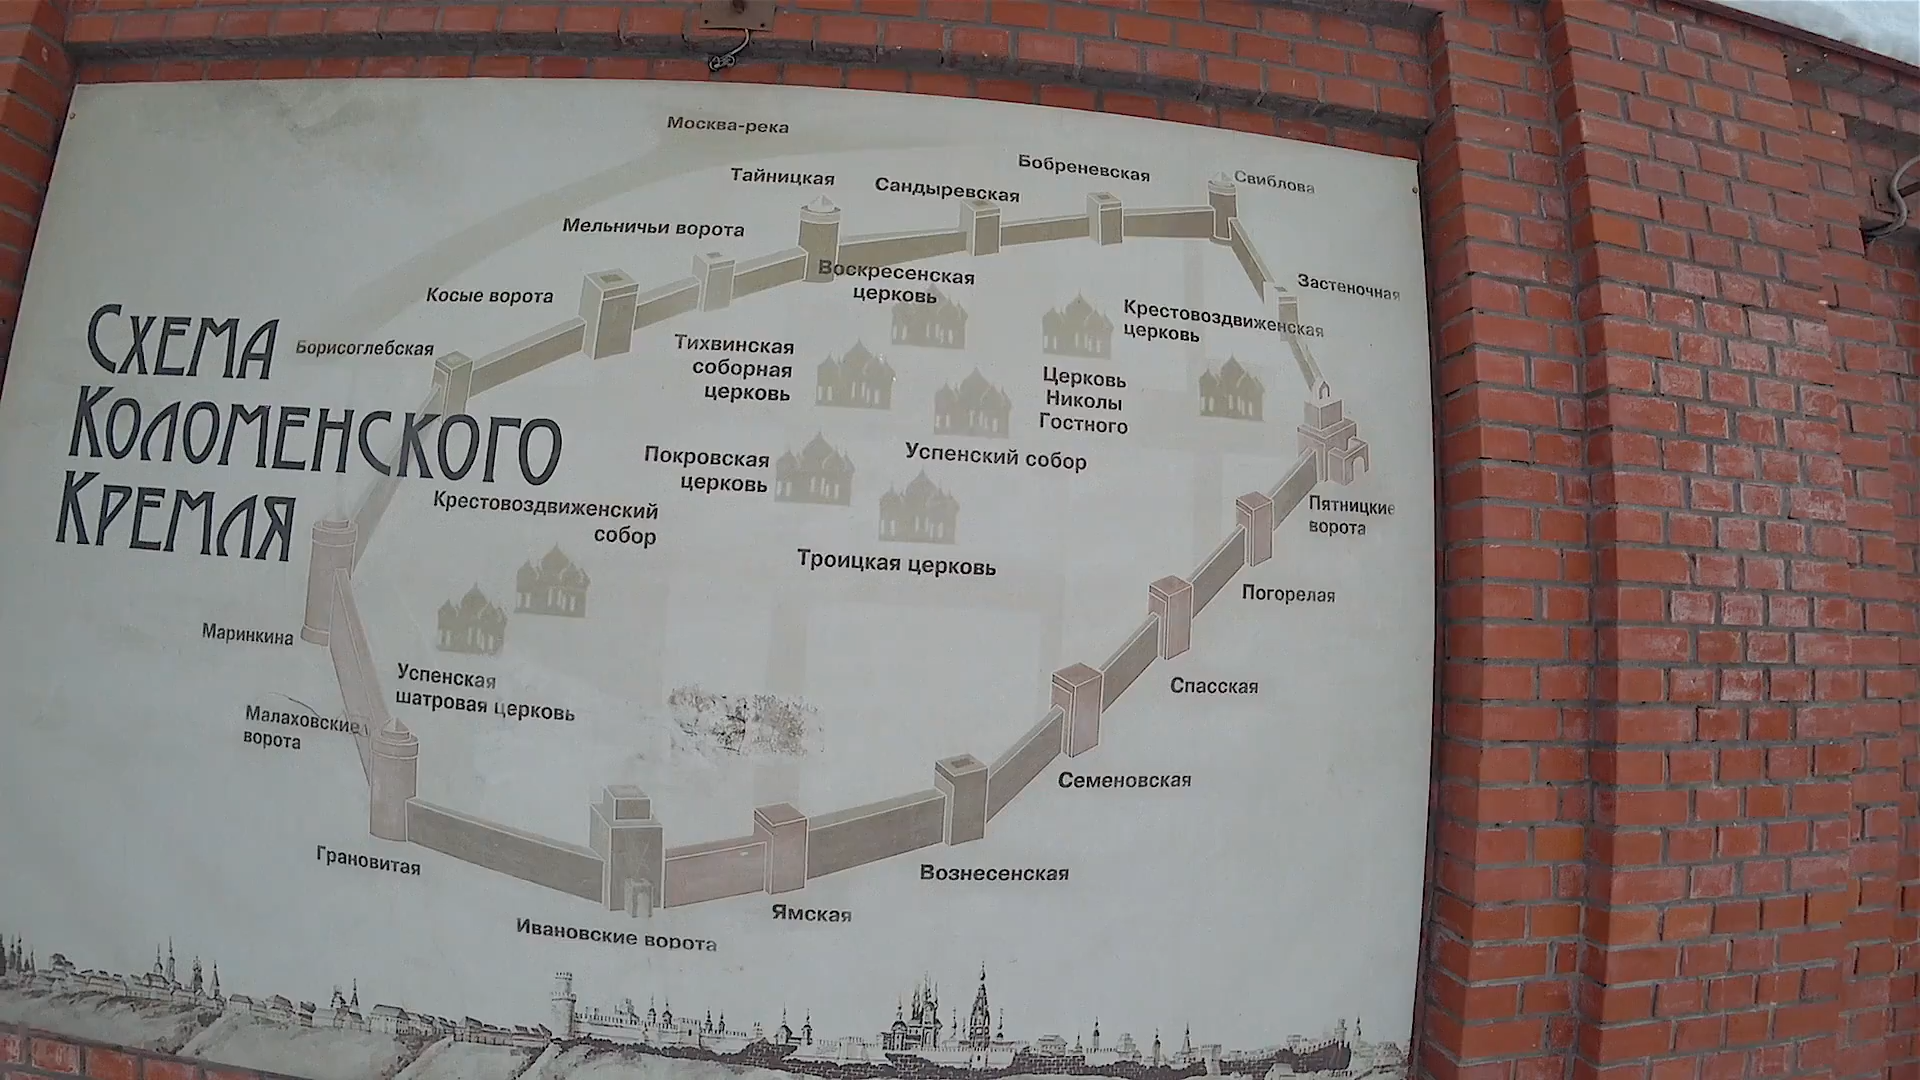 Москва-река
Тайницкая
Сандыревская
Бобреневская
Свиблова
Мельничьи ворота
Косые ворота
Борисоглебская
Застеночная
Воскресенская
церковь
Крестовоздвиженская
церковь
Тихвинская
соборная
церковь
Церковь
Николы
Гостного
Успенский собор
Покровская
церковь
Троицкая церковь
Схема
Коломенского
Кремля
Крестовоздвиженский
собор
Пятницкие
ворота
Погорелая
Маринкина
Успенская
шатровая церковь
Спасская
Малаховские
ворота
Семеновская
Грановитая
Вознесенская
Ямская
Ивановские ворота